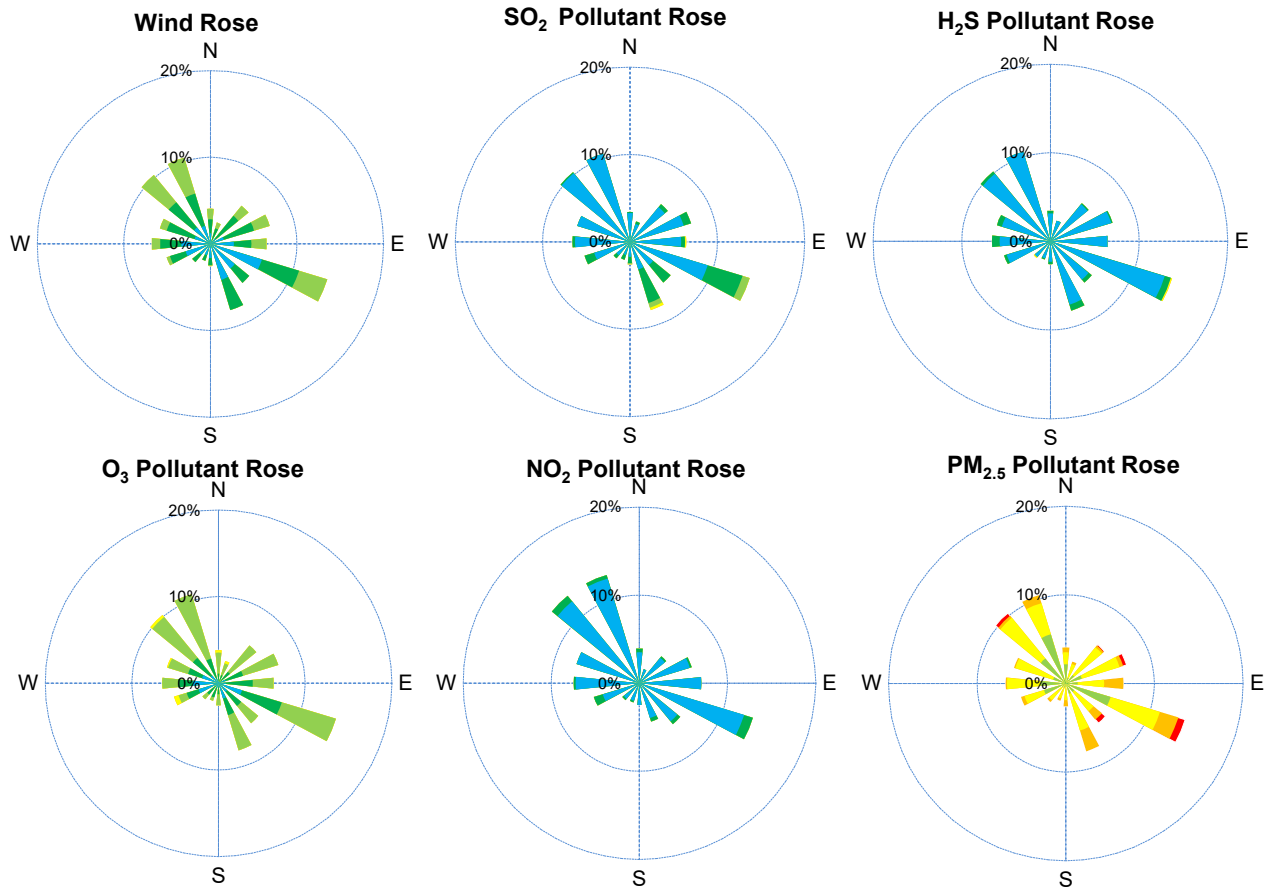 Wind Rose
N
20%
10%
W
0%
E
S
SO₂ Pollutant Rose
N
20%
10%
W
0%
E
S
H₂S Pollutant Rose
N
20%
10%
W
0%
E
S
O₃ Pollutant Rose
N
20%
10%
W
0%
E
S
NO₂ Pollutant Rose
N
20%
10%
W
0%
E
S
PM₂.₅ Pollutant Rose
N
20%
10%
W
0%
E
S